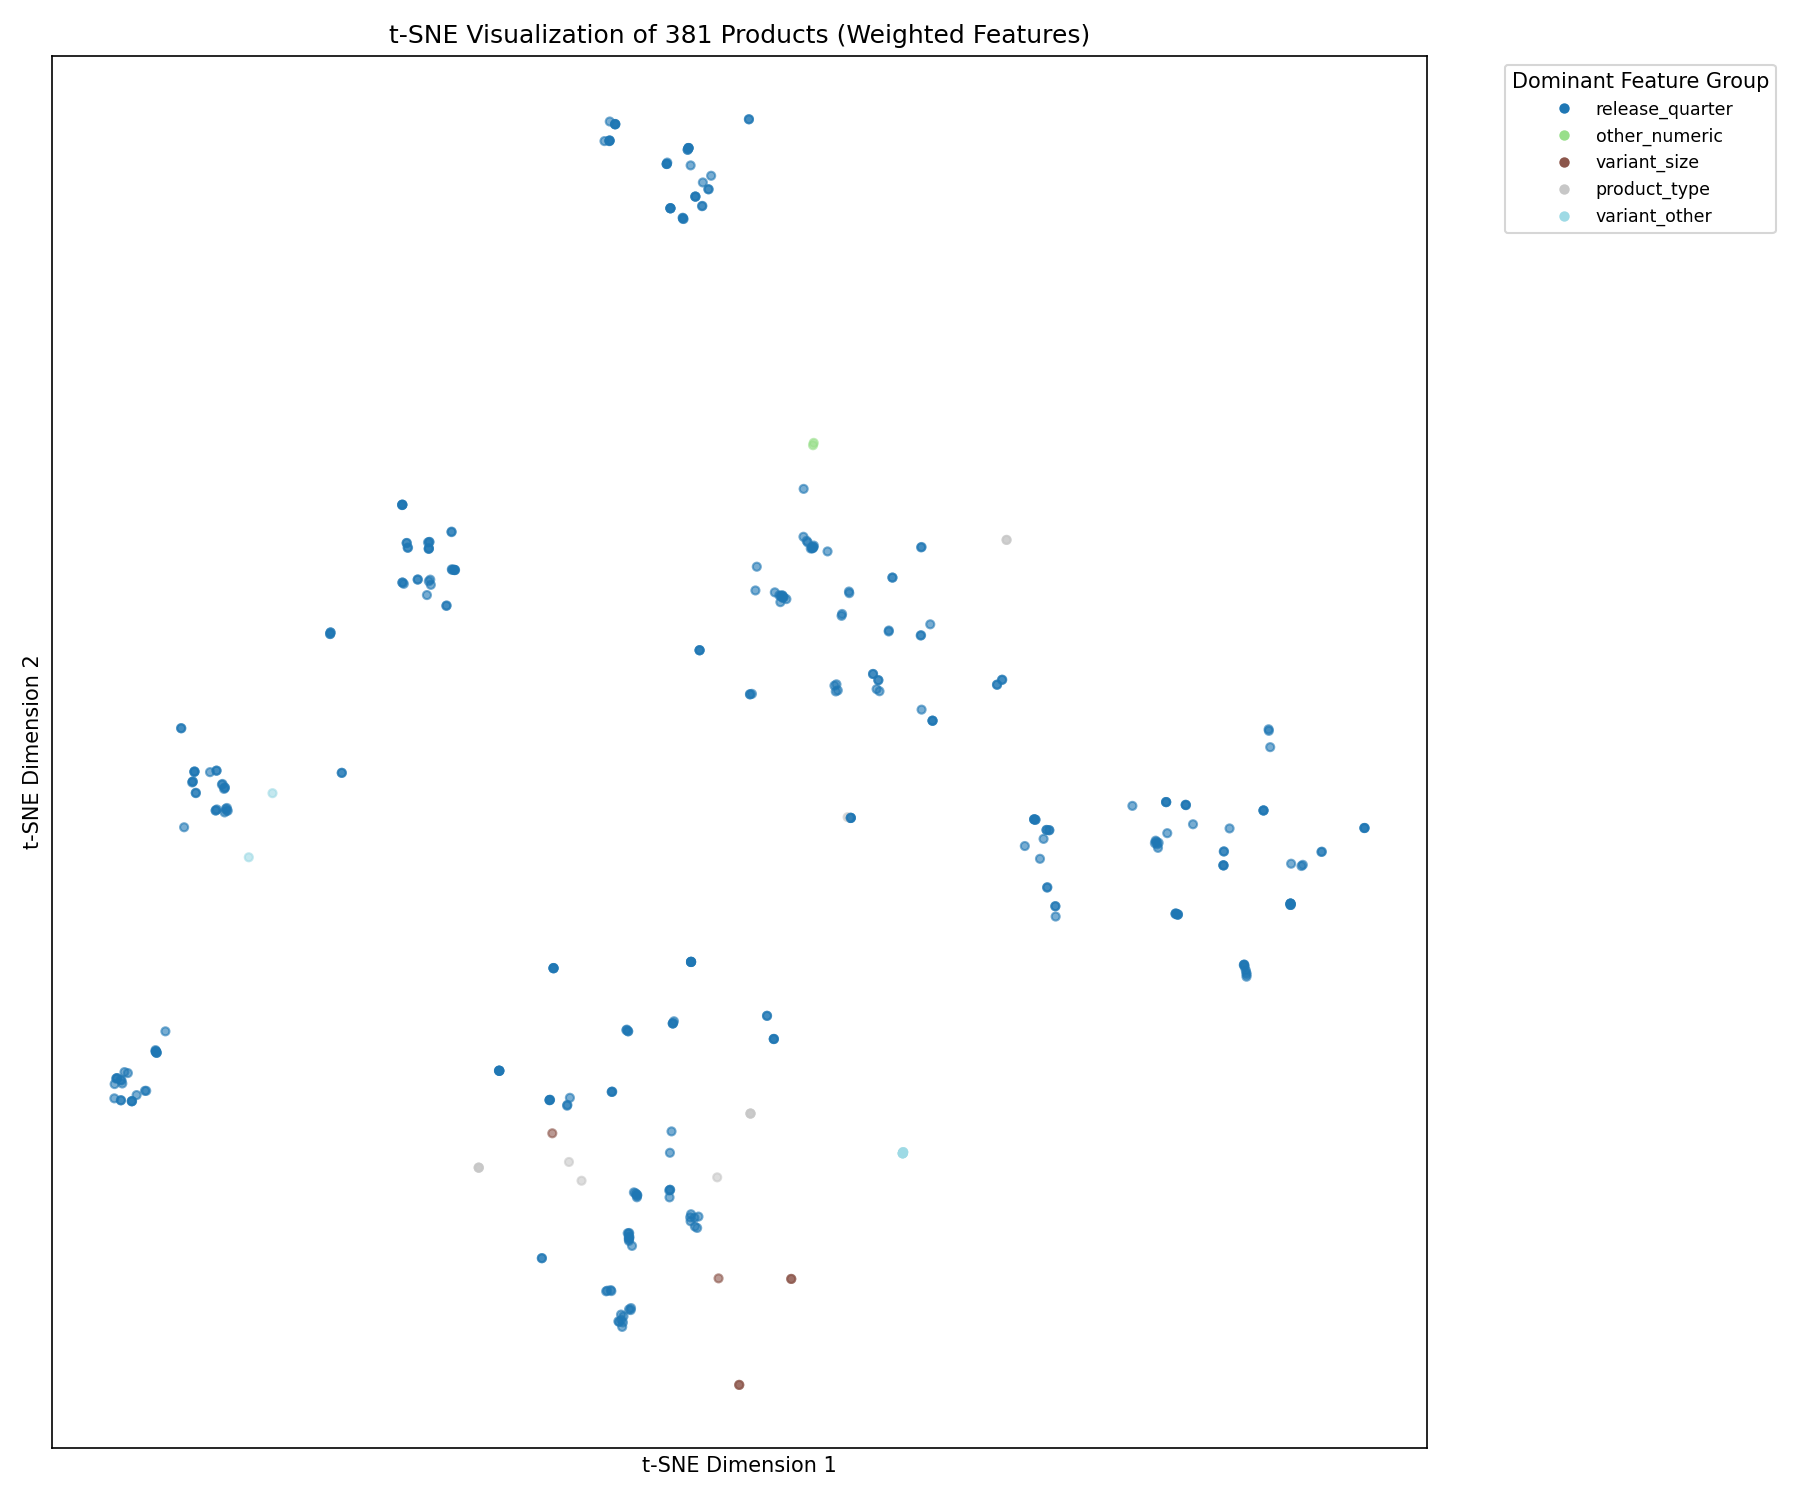 t-SNE Visualization of 381 Products (Weighted Features)
Dominant Feature Group
release_quarter
other_numeric
variant_size
product_type
variant_other
t-SNE Dimension 2
t-SNE Dimension 1